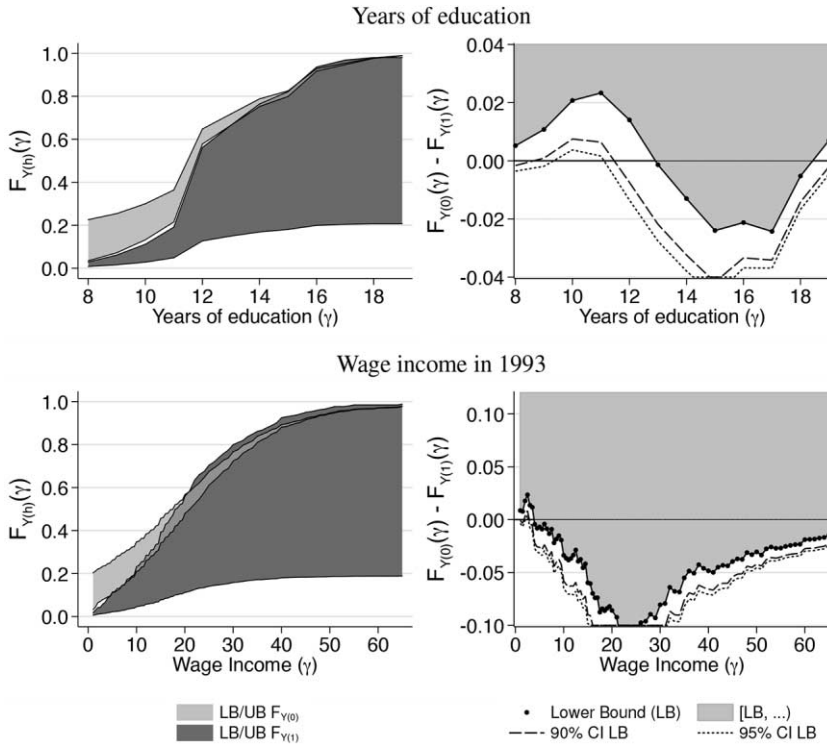 Years of education
F_Y(h)(γ)
1.0
0.8
0.6
0.4
0.2
0.0
8 10 12 14 16 18
Years of education (γ)
F_Y(0)(γ) - F_Y(1)(γ)
0.04
0.02
0.00
-0.02
-0.04
8 10 12 14 16 18
Years of education (γ)
Wage income in 1993
F_Y(h)(γ)
1.0
0.8
0.6
0.4
0.2
0.0
0 10 20 30 40 50 60
Wage Income (γ)
F_Y(0)(γ) - F_Y(1)(γ)
0.10
0.05
0.00
-0.05
-0.10
0 10 20 30 40 50 60
Wage Income (γ)
LB/UB F_Y(0)
LB/UB F_Y(1)
Lower Bound (LB) [LB, ...)
90% CI LB 95% CI LB